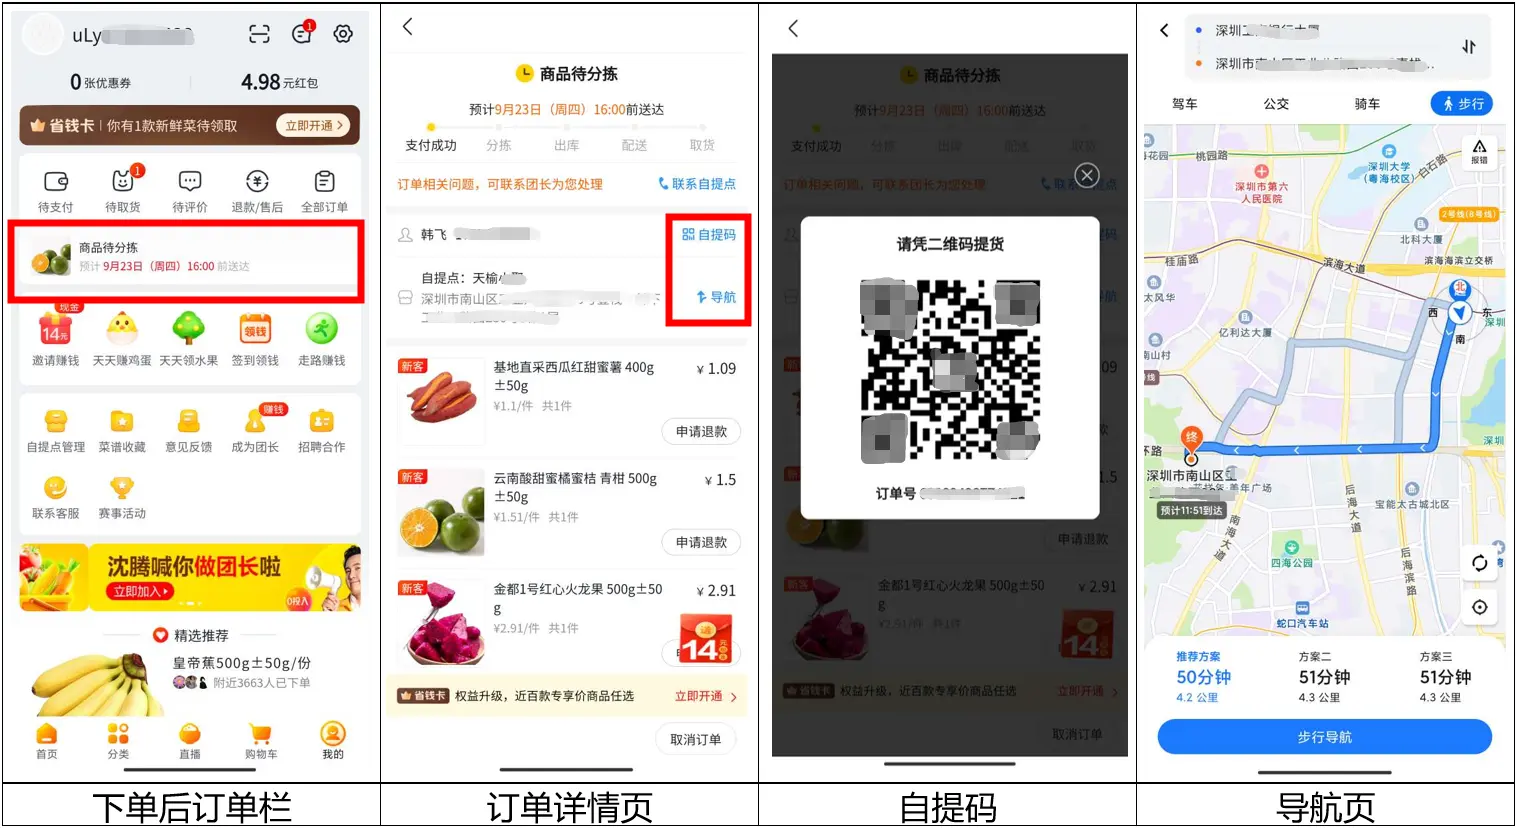 uLy
1
0 张优惠券
4.98 元红包
省钱卡 | 你有1款新鲜菜待领取
立即开通 >
1
待支付
待取货
待评价
退款/售后
全部订单
商品待分拣
预计 9月23日（周四）16:00 前送达
现金
14元
领钱
邀请赚钱
天天赚鸡蛋
天天领水果
签到领钱
走路赚钱
赚钱
自提点管理
菜谱收藏
意见反馈
成为团长
招聘合作
联系客服
赛事活动
沈腾喊你做团长啦
立即加入
0投入
精选推荐
皇帝蕉500g±50g/份
附近3663人已下单
首页
分类
直播
购物车
我的
下单后订单栏
商品待分拣
预计9月23日（周四）16:00前送达
支付成功
分拣
出库
配送
取货
订单相关问题，可联系团长为您处理
联系自提点
韩飞
自提码
自提点：天榆小
深圳市南山区
导航
新客
基地直采西瓜红甜蜜薯 400g
±50g
¥ 1.09
¥1.1/件 共1件
申请退款
新客
云南酸甜蜜橘蜜桔 青柑 500g
±50g
¥ 1.5
¥1.51/件 共1件
申请退款
新客
金都1号红心火龙果 500g±50
g
¥ 2.91
¥2.91/件 共1件
送
14元
省钱卡 权益升级，近百款专享价商品任选
立即开通 >
取消订单
订单详情页
商品待分拣
预计9月23日（周四）16:00前送达
支付成功
分拣
出库
配送
取货
订单相关问题，可联系团长为您处理
请凭二维码提货
订单号
金都1号红心火龙果 500g±50
g
¥ 2.91
¥2.91/件 共1件
申请退款
14
省钱卡 权益升级，近百款专享价商品任选
立即开通
取消订单
自提码
深圳
深圳市
驾车
公交
骑车
步行
报错
花园
桃园路
深圳大学
(粤海校区)
白石路
深圳市第六
人民医院
2号线(8号线)
北科大厦
桂庙路
滨海大道
滨海海滨立交桥
太风华
亿利达大厦
北
西
东
南
深圳
南山村
号线
终
环路
深圳市南山区
美年广场
预计11:51到达
后海大道
宝能太古城北区
南海大道
后海滨路
四海公园
蛇口汽车站
推荐方案
50分钟
4.2 公里
方案二
51分钟
4.3 公里
方案三
51分钟
4.3 公里
步行导航
导航页